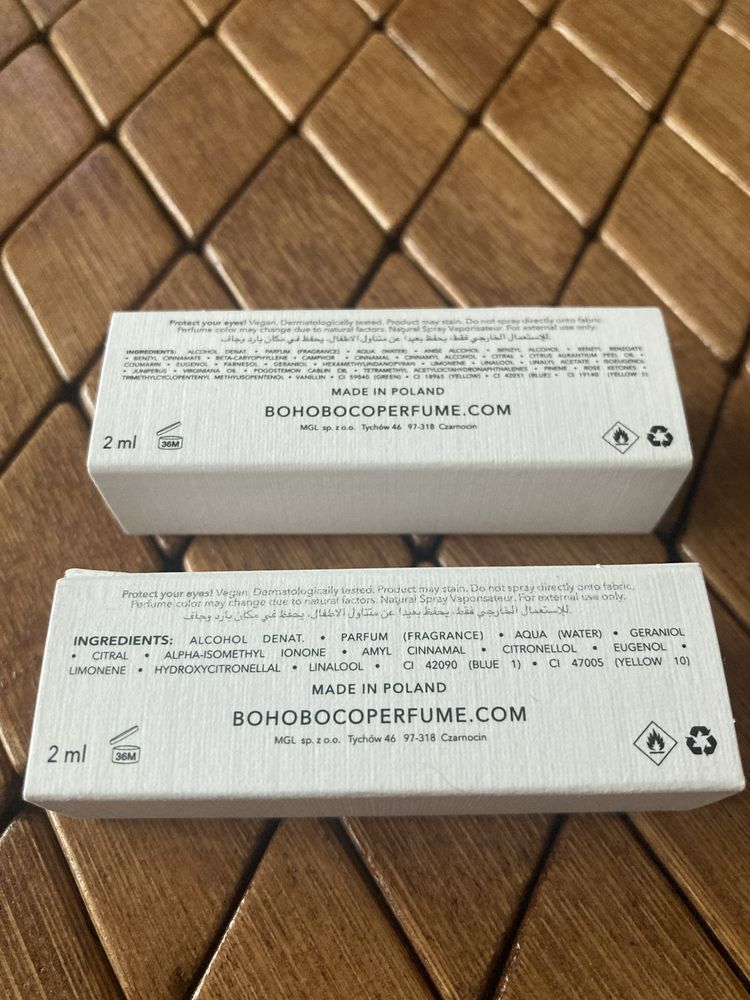 Protect your eyes! Vegan. Dermatologically tested. Product may stain. Do not spray directly onto fabric.
Perfume color may change due to natural factors. Natural Spray Vaporisateur. For external use only.
للإستعمال الخارجي فقط، يحفظ بعيدا عن متناول الاطفال، يحفظ في مكان بارد وجاف.
INGREDIENTS: ALCOHOL DENAT. • PARFUM (FRAGRANCE) • AQUA (WATER) • ANISE ALCOHOL • BENZYL ALCOHOL • BENZYL BENZOATE
• BENZYL CINNAMATE • BETA-CARYOPHYLLENE • CAMPHOR • CINNAMAL • CINNAMYL ALCOHOL • CITRAL • CITRUS AURANTIUM PEEL OIL •
COUMARIN • EUGENOL • FARNESOL • GERANIOL • HEXAMETHYLINDANOPYRAN • LIMONENE • LINALOOL • LINALYL ACETATE • ISOEUGENOL
• JUNIPERUS • VIRGINIANA OIL • POGOSTEMON CABLIN OIL • TETRAMETHYL ACETYLOCTAHYDRONAPHTHALENES • PINENE • ROSE KETONES •
TRIMETHYLCYCLOPENTENYL METHYLISOPENTENOL • VANILLIN • CI 59040 (GREEN) • CI 18965 (YELLOW) • CI 42051 (BLUE) • CI 19140 (YELLOW 5)
MADE IN POLAND
BOHOBOCOPERFUME.COM
MGL sp. z o.o. Tychów 46 97-318 Czarnocin
2 ml
36M
Protect your eyes! Vegan. Dermatologically tested. Product may stain. Do not spray directly onto fabric.
Perfume color may change due to natural factors. Natural Spray Vaporisateur. For external use only.
للإستعمال الخارجي فقط، يحفظ بعيدا عن متناول الاطفال، يحفظ في مكان بارد وجاف.
INGREDIENTS: ALCOHOL DENAT. • PARFUM (FRAGRANCE) • AQUA (WATER) • GERANIOL
• CITRAL • ALPHA-ISOMETHYL IONONE • AMYL CINNAMAL • CITRONELLOL • EUGENOL •
LIMONENE • HYDROXYCITRONELLAL • LINALOOL • CI 42090 (BLUE 1) • CI 47005 (YELLOW 10)
MADE IN POLAND
BOHOBOCOPERFUME.COM
MGL sp. z o.o. Tychów 46 97-318 Czarnocin
2 ml
36M